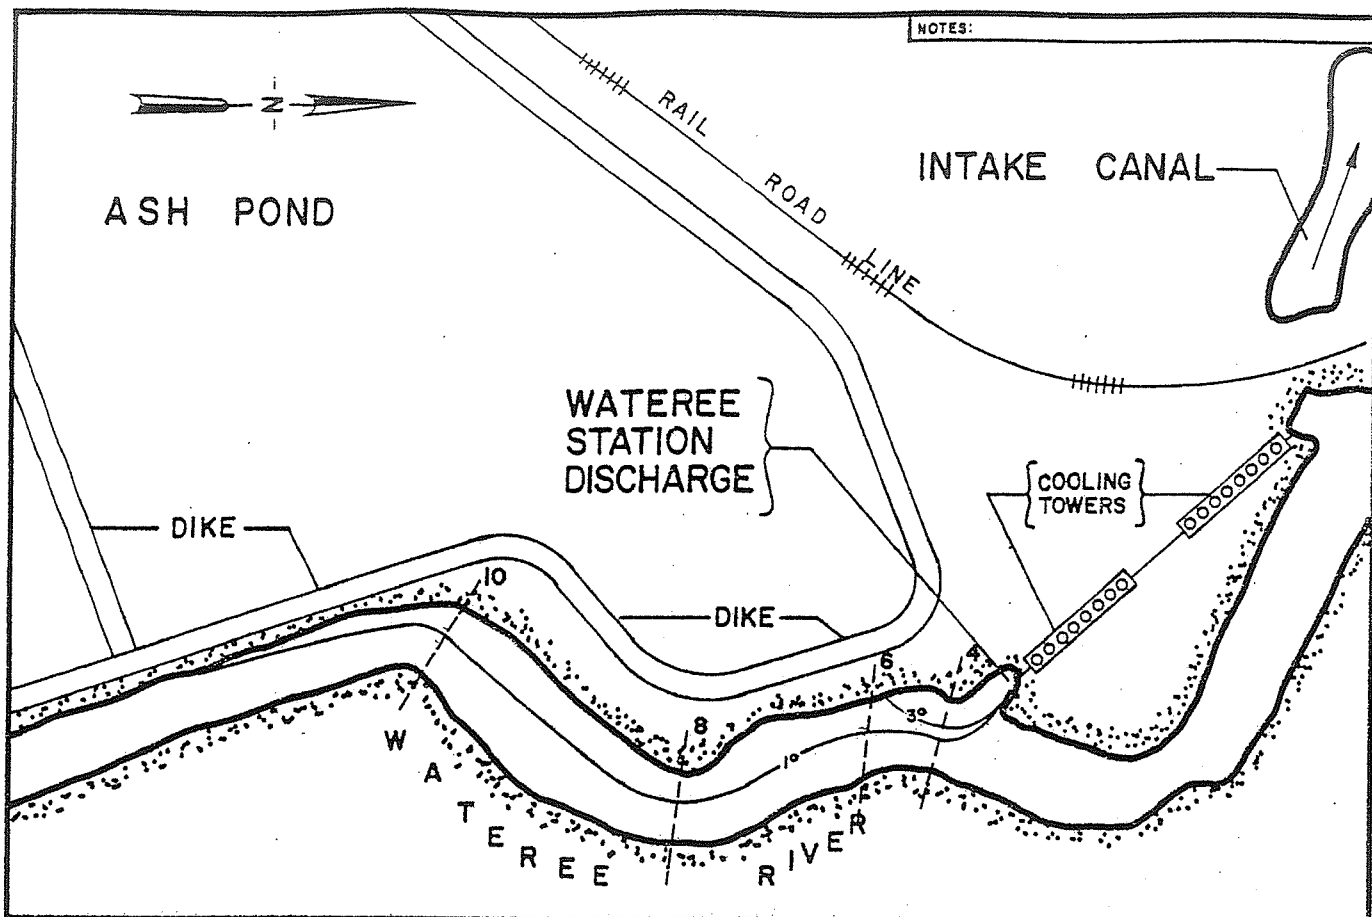 NOTES:
N
RAIL ROAD LINE
INTAKE CANAL
ASH POND
WATEREE
STATION
DISCHARGE
COOLING
TOWERS
DIKE
10
DIKE
6
4
3°
8
1°
WATEREE RIVER